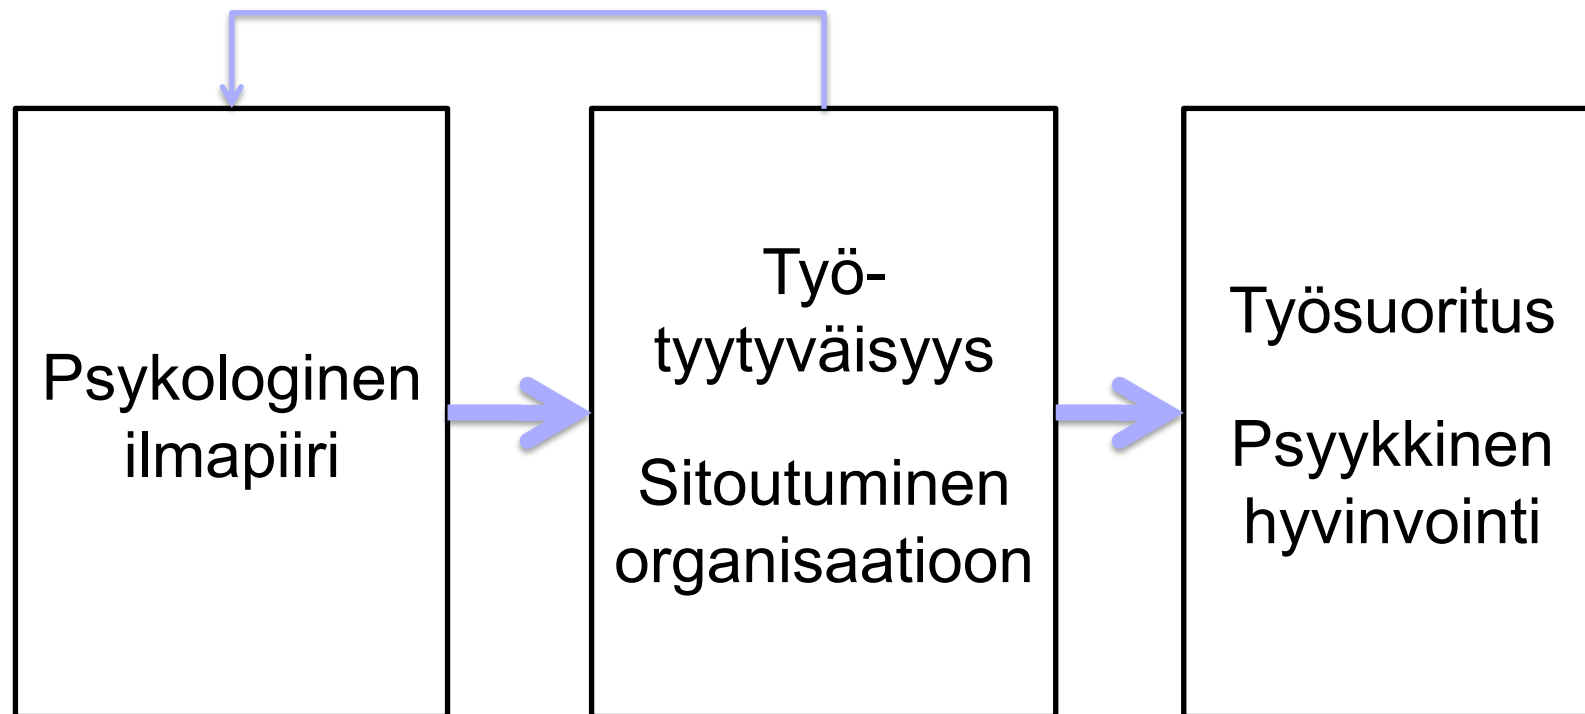 Psykologinen
ilmapiiri
Työ-
tyytyväisyys
Sitoutuminen
organisaatioon
Työsuoritus
Psyykkinen
hyvinvointi